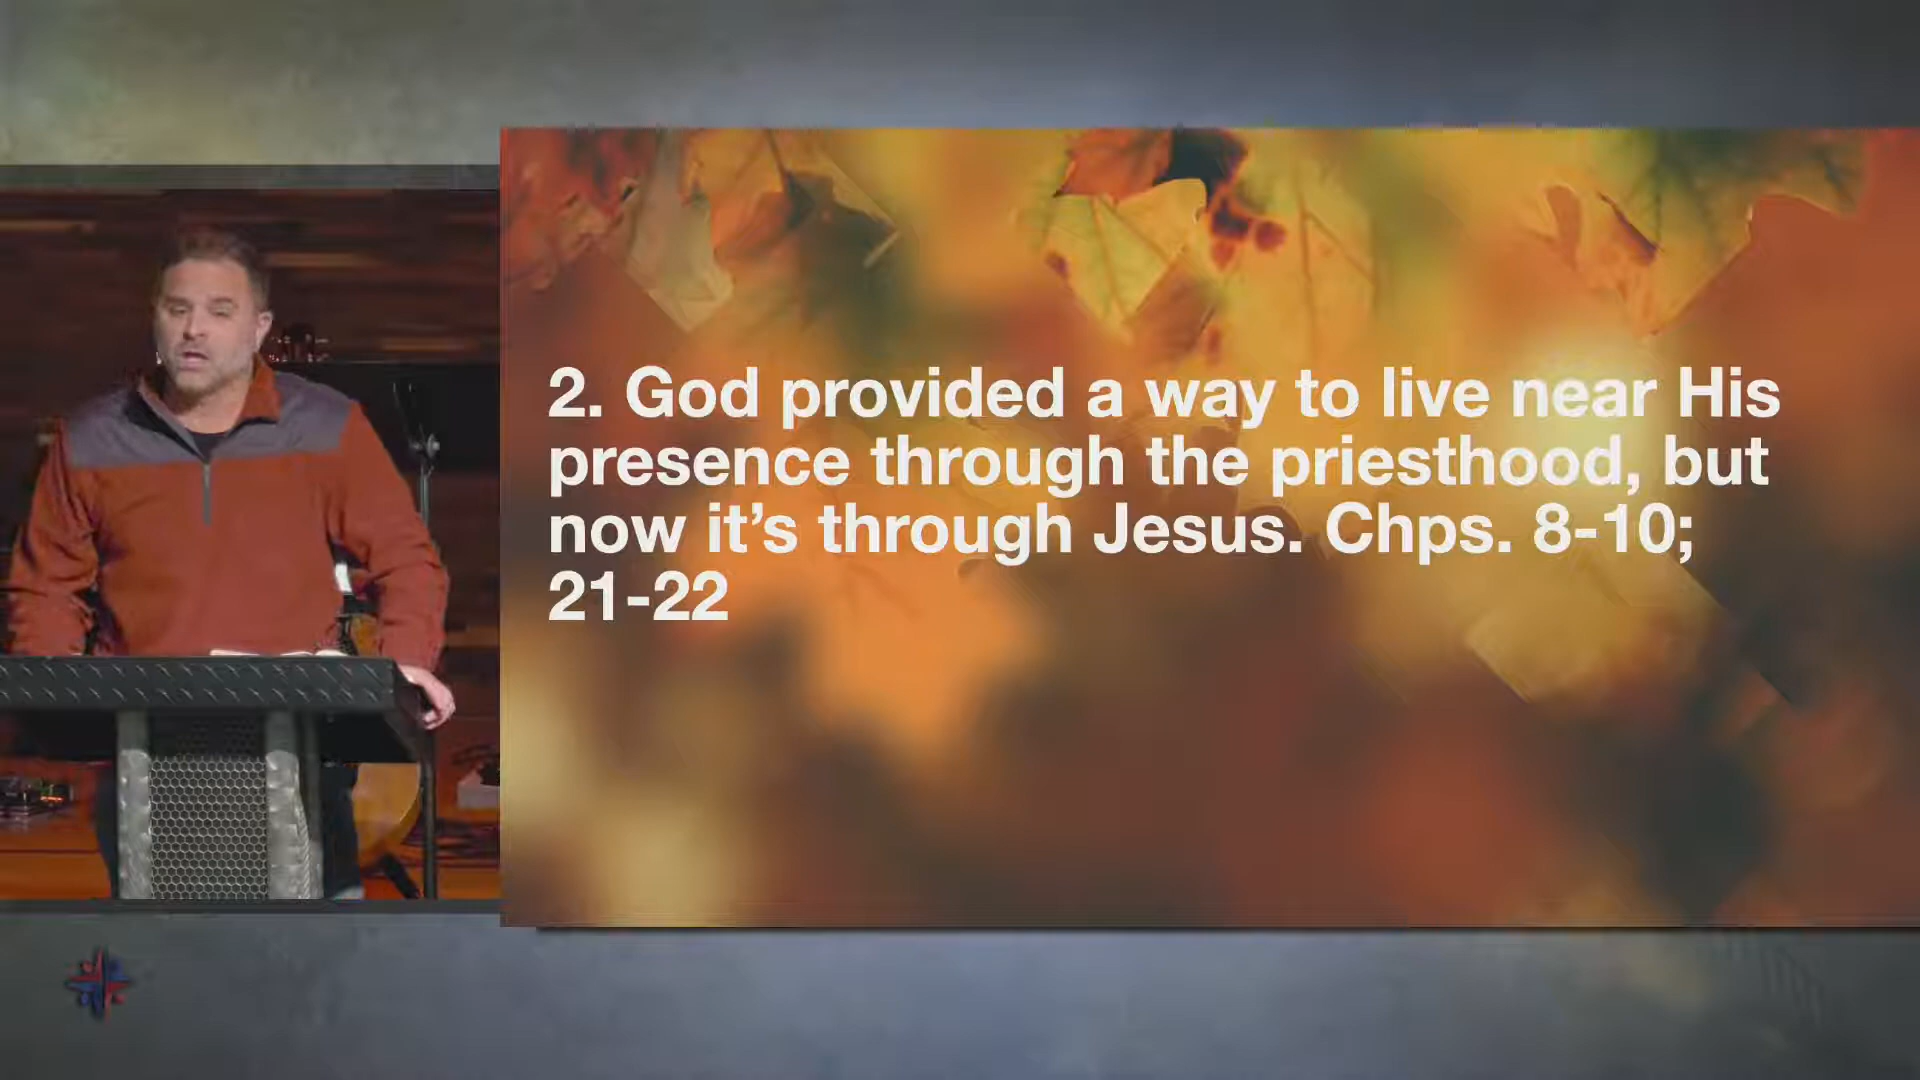 2. God provided a way to live near His
presence through the priesthood, but
now it’s through Jesus. Chps. 8-10;
21-22